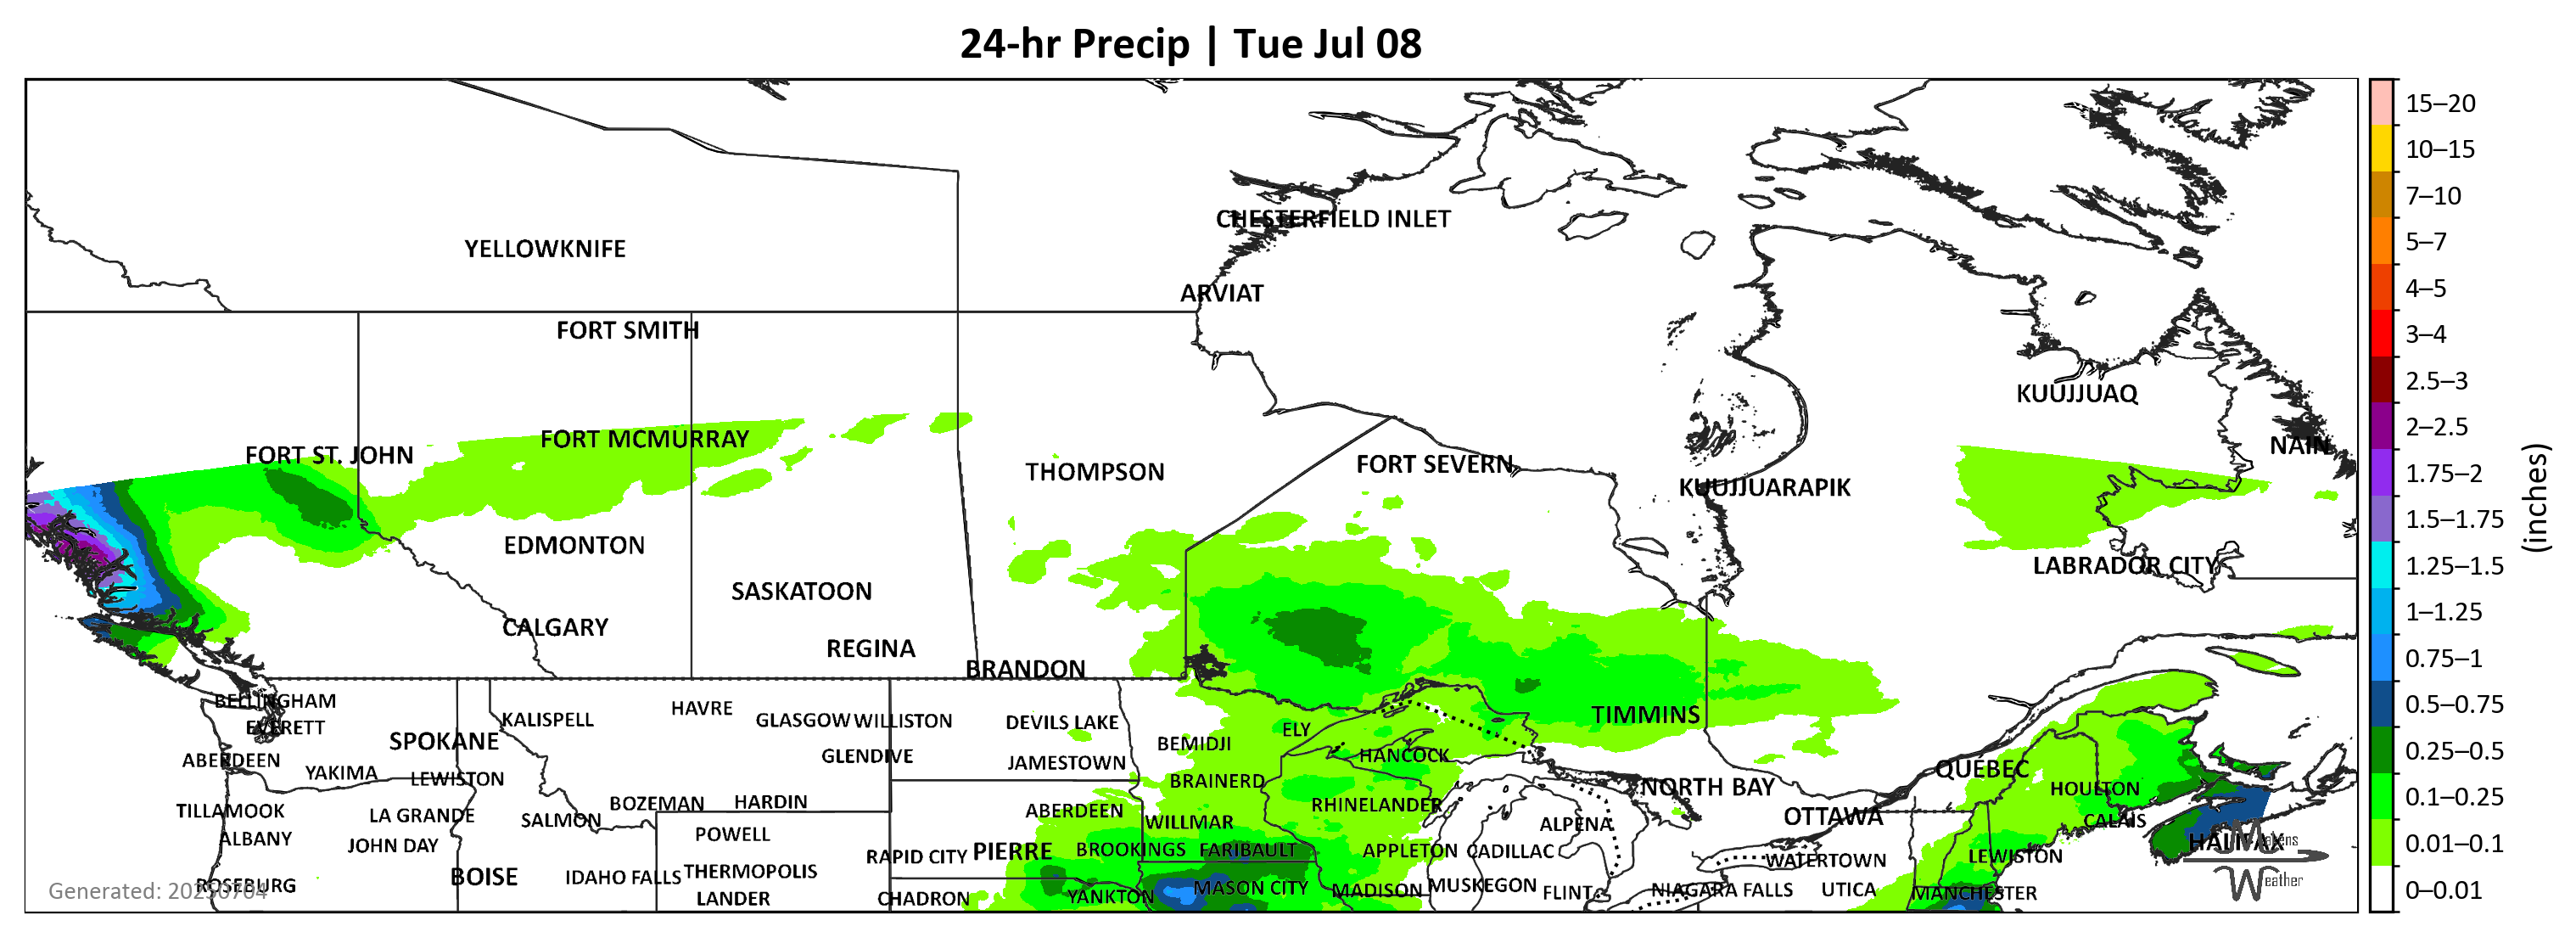 24-hr Precip | Tue Jul 08
CHESTERFIELD INLET
YELLOWKNIFE
ARVIAT
FORT SMITH
KUUJJUAQ
FORT MCMURRAY
NAIN
FORT ST. JOHN
FORT SEVERN
THOMPSON
KUUJJUARAPIK
EDMONTON
LABRADOR CITY
SASKATOON
CALGARY
REGINA
BRANDON
BELLINGHAM
HAVRE
TIMMINS
KALISPELL
GLASGOW
WILLISTON
DEVILS LAKE
EVERETT
ELY
SPOKANE
BEMIDJI
GLENDIVE
HANCOCK
ABERDEEN
JAMESTOWN
QUÉBEC
YAKIMA
LEWISTON
BRAINERD
NORTH BAY
HOULTON
BOZEMAN
HARDIN
RHINELANDER
TILLAMOOK
ABERDEEN
LA GRANDE
SALMON
WILLMAR
OTTAWA
CALAIS
ALPENA
POWELL
ALBANY
JOHN DAY
HALIFAX
BROOKINGS
FARIBAULT
PIERRE
APPLETON
CADILLAC
RAPID CITY
LEWISTON
WATERTOWN
THERMOPOLIS
BOISE
IDAHO FALLS
ROSEBURG
MUSKEGON
MASON CITY
MADISON
NIAGARA FALLS
UTICA
FLINT
MANCHESTER
YANKTON
LANDER
CHADRON
Generated: 20250704
Weather
15–20
10–15
7–10
5–7
4–5
3–4
2.5–3
2–2.5
1.75–2
1.5–1.75
1.25–1.5
1–1.25
0.75–1
0.5–0.75
0.25–0.5
0.1–0.25
0.01–0.1
0–0.01
(inches)